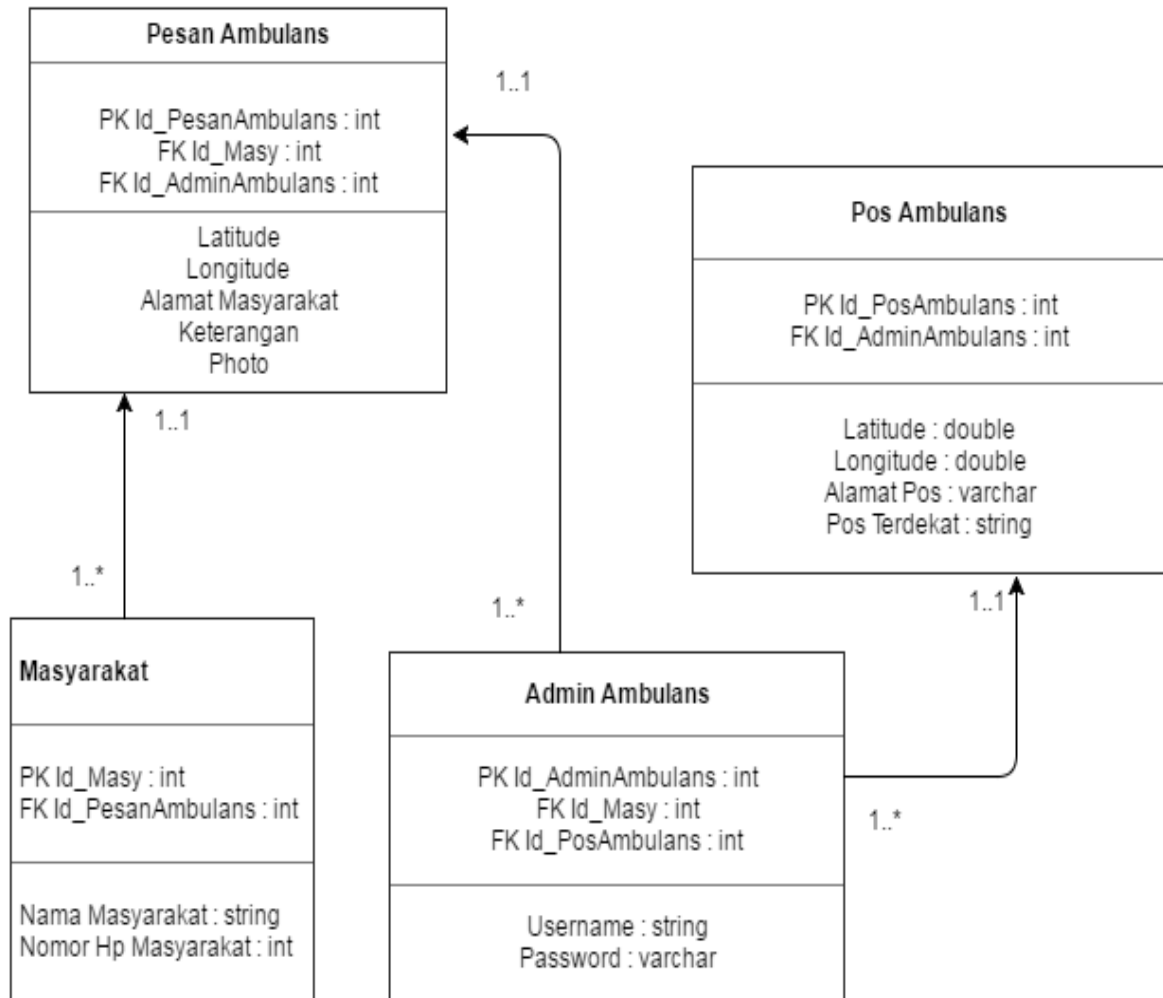 Pesan Ambulans
PK Id_PesanAmbulans : int
FK Id_Masy : int
FK Id_AdminAmbulans : int
Latitude
Longitude
Alamat Masyarakat
Keterangan
Photo
1..1
1..1
1..*
1..*
Pos Ambulans
PK Id_PosAmbulans : int
FK Id_AdminAmbulans : int
Latitude : double
Longitude : double
Alamat Pos : varchar
Pos Terdekat : string
1..1
1..*
Masyarakat
PK Id_Masy : int
FK Id_PesanAmbulans : int
Nama Masyarakat : string
Nomor Hp Masyarakat : int
Admin Ambulans
PK Id_AdminAmbulans : int
FK Id_Masy : int
FK Id_PosAmbulans : int
Username : string
Password : varchar